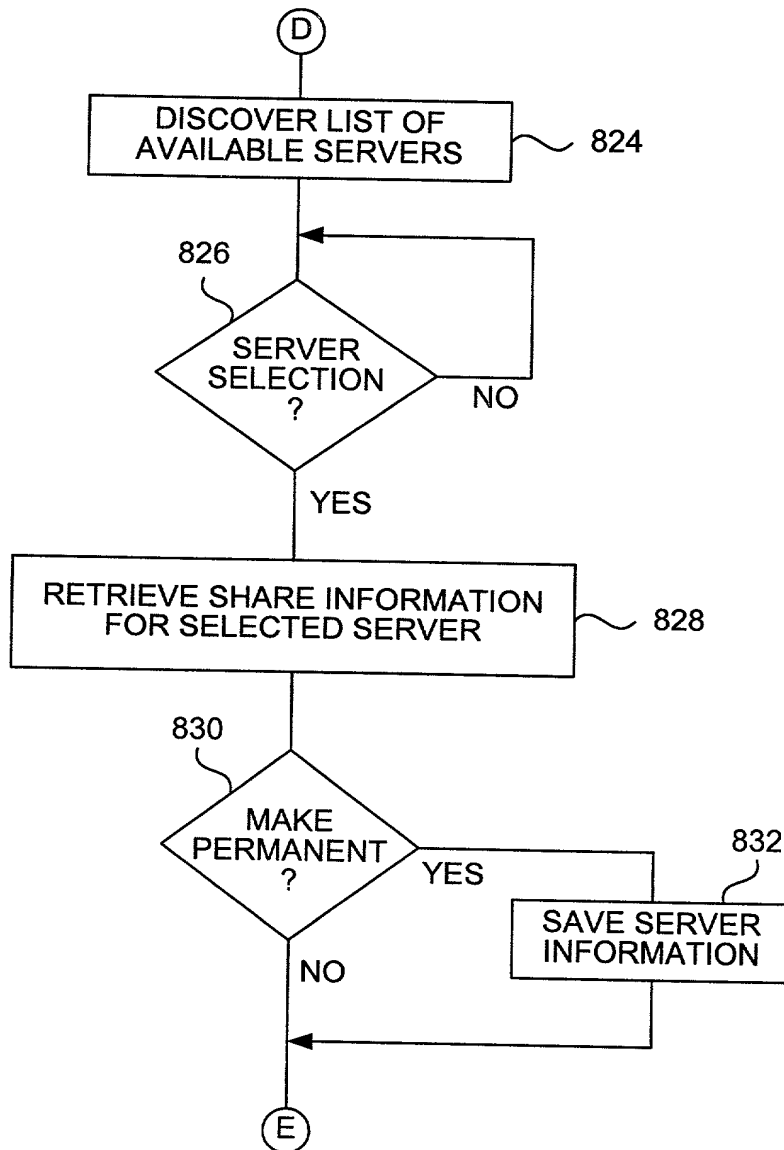 D
DISCOVER LIST OF
AVAILABLE SERVERS
824
826
SERVER
SELECTION
?
NO
YES
RETRIEVE SHARE INFORMATION
FOR SELECTED SERVER
828
830
MAKE
PERMANENT
?
YES
832
SAVE SERVER
INFORMATION
NO
E